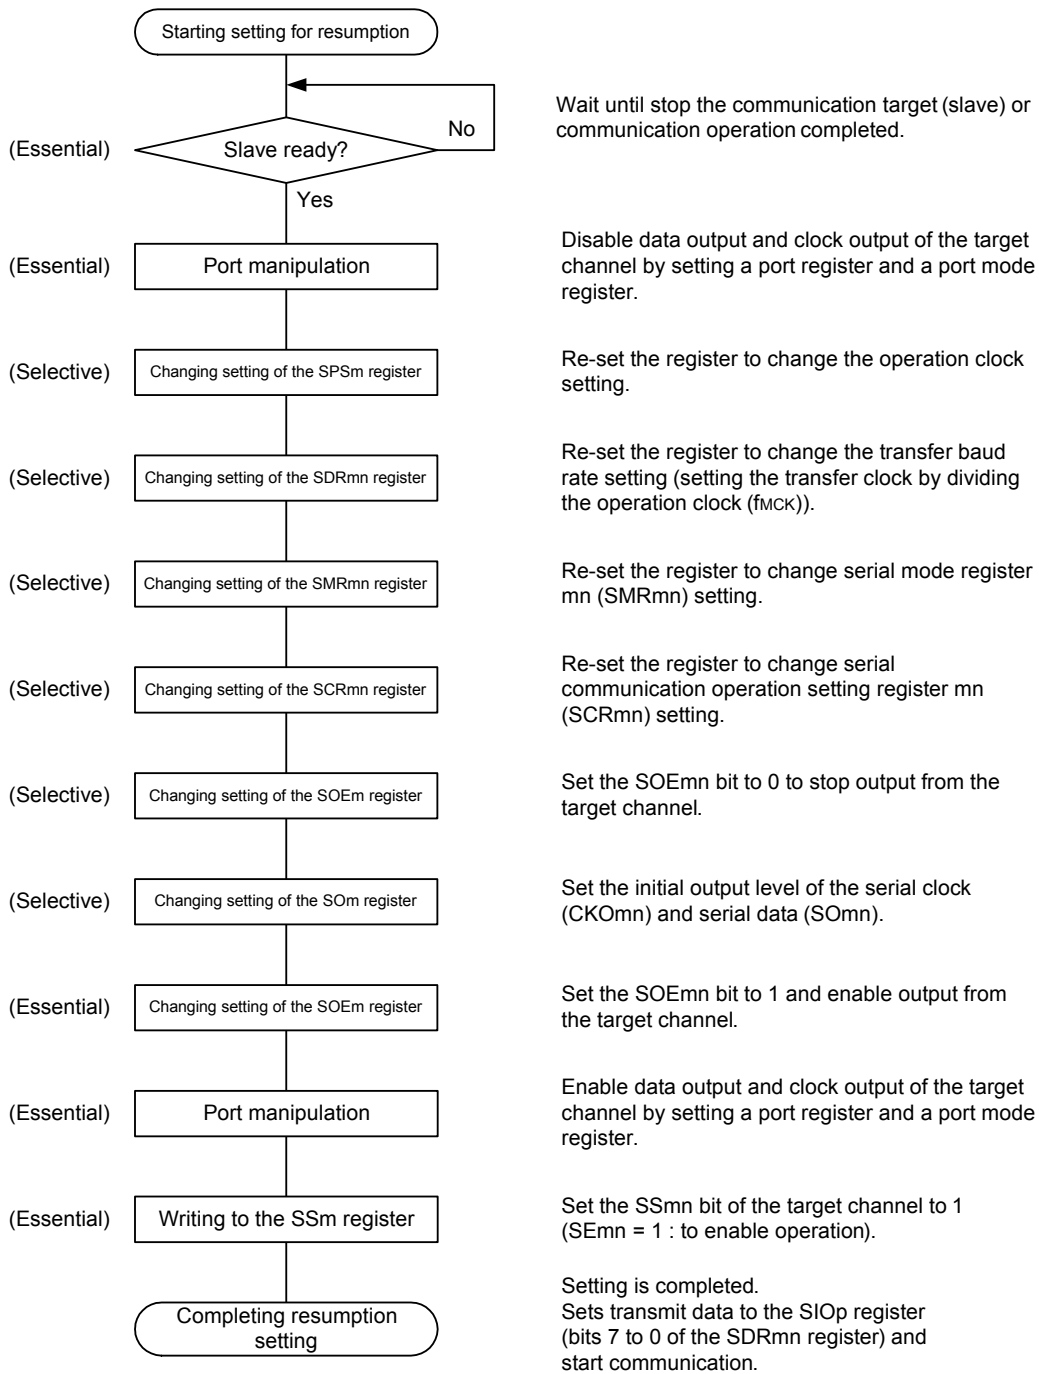 Starting setting for resumption
Wait until stop the communication target (slave) or
communication operation completed.
(Essential)
Slave ready?
No
Yes
(Essential)
Port manipulation
Disable data output and clock output of the target
channel by setting a port register and a port mode
register.
(Selective)
Changing setting of the SPSm register
Re-set the register to change the operation clock
setting.
(Selective)
Changing setting of the SDRmn register
Re-set the register to change the transfer baud
rate setting (setting the transfer clock by dividing
the operation clock (fMCK)).
(Selective)
Changing setting of the SMRmn register
Re-set the register to change serial mode register
mn (SMRmn) setting.
(Selective)
Changing setting of the SCRmn register
Re-set the register to change serial
communication operation setting register mn
(SCRmn) setting.
(Selective)
Changing setting of the SOEm register
Set the SOEmn bit to 0 to stop output from the
target channel.
(Selective)
Changing setting of the SOm register
Set the initial output level of the serial clock
(CKOmn) and serial data (SOmn).
(Essential)
Changing setting of the SOEm register
Set the SOEmn bit to 1 and enable output from
the target channel.
(Essential)
Port manipulation
Enable data output and clock output of the target
channel by setting a port register and a port mode
register.
(Essential)
Writing to the SSm register
Set the SSmn bit of the target channel to 1
(SEmn = 1 : to enable operation).
Completing resumption
setting
Setting is completed.
Sets transmit data to the SIOp register
(bits 7 to 0 of the SDRmn register) and
start communication.